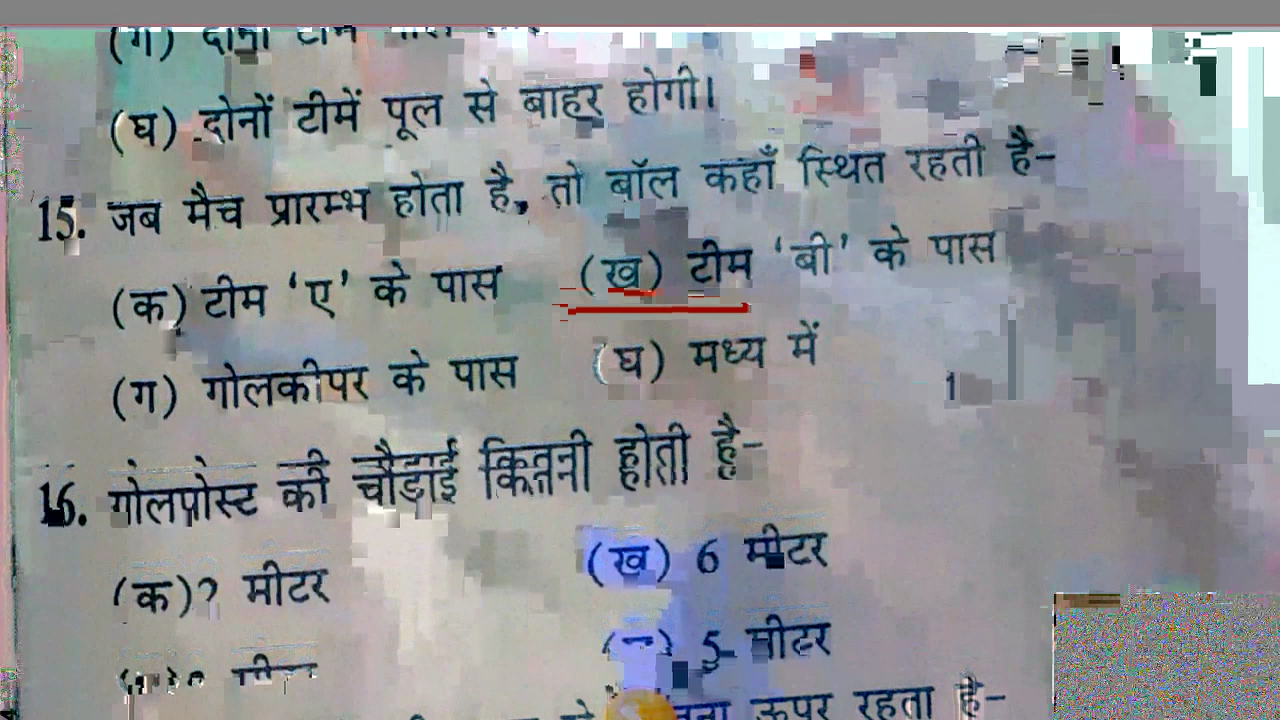 (ग) दोनों टीम
(घ) दोनों टीमें पूल से बाहर होगी।
15. जब मैच प्रारम्भ होता है, तो बॉल कहाँ स्थित रहती है-
(क) टीम 'ए' के पास (ख) टीम 'बी' के पास
(ग) गोलकीपर के पास (घ) मध्य में
16. गोलपोस्ट की चौड़ाई कितनी होती है-
(क) मीटर (ख) 6 मीटर
5 मीटर
ऊपर रहता है-